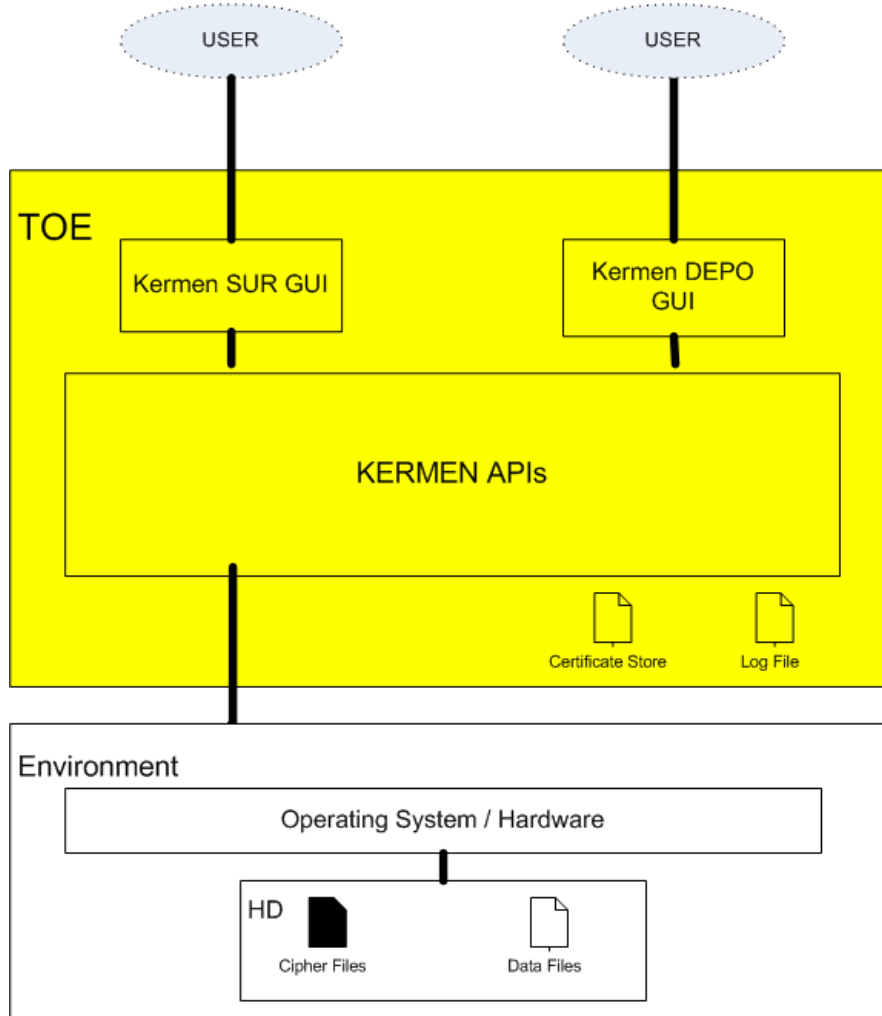 USER
USER
TOE
Kermen SUR GUI
Kermen DEPO
GUI
KERMEN APIs
Certificate Store
Log File
Environment
Operating System / Hardware
HD
Cipher Files
Data Files